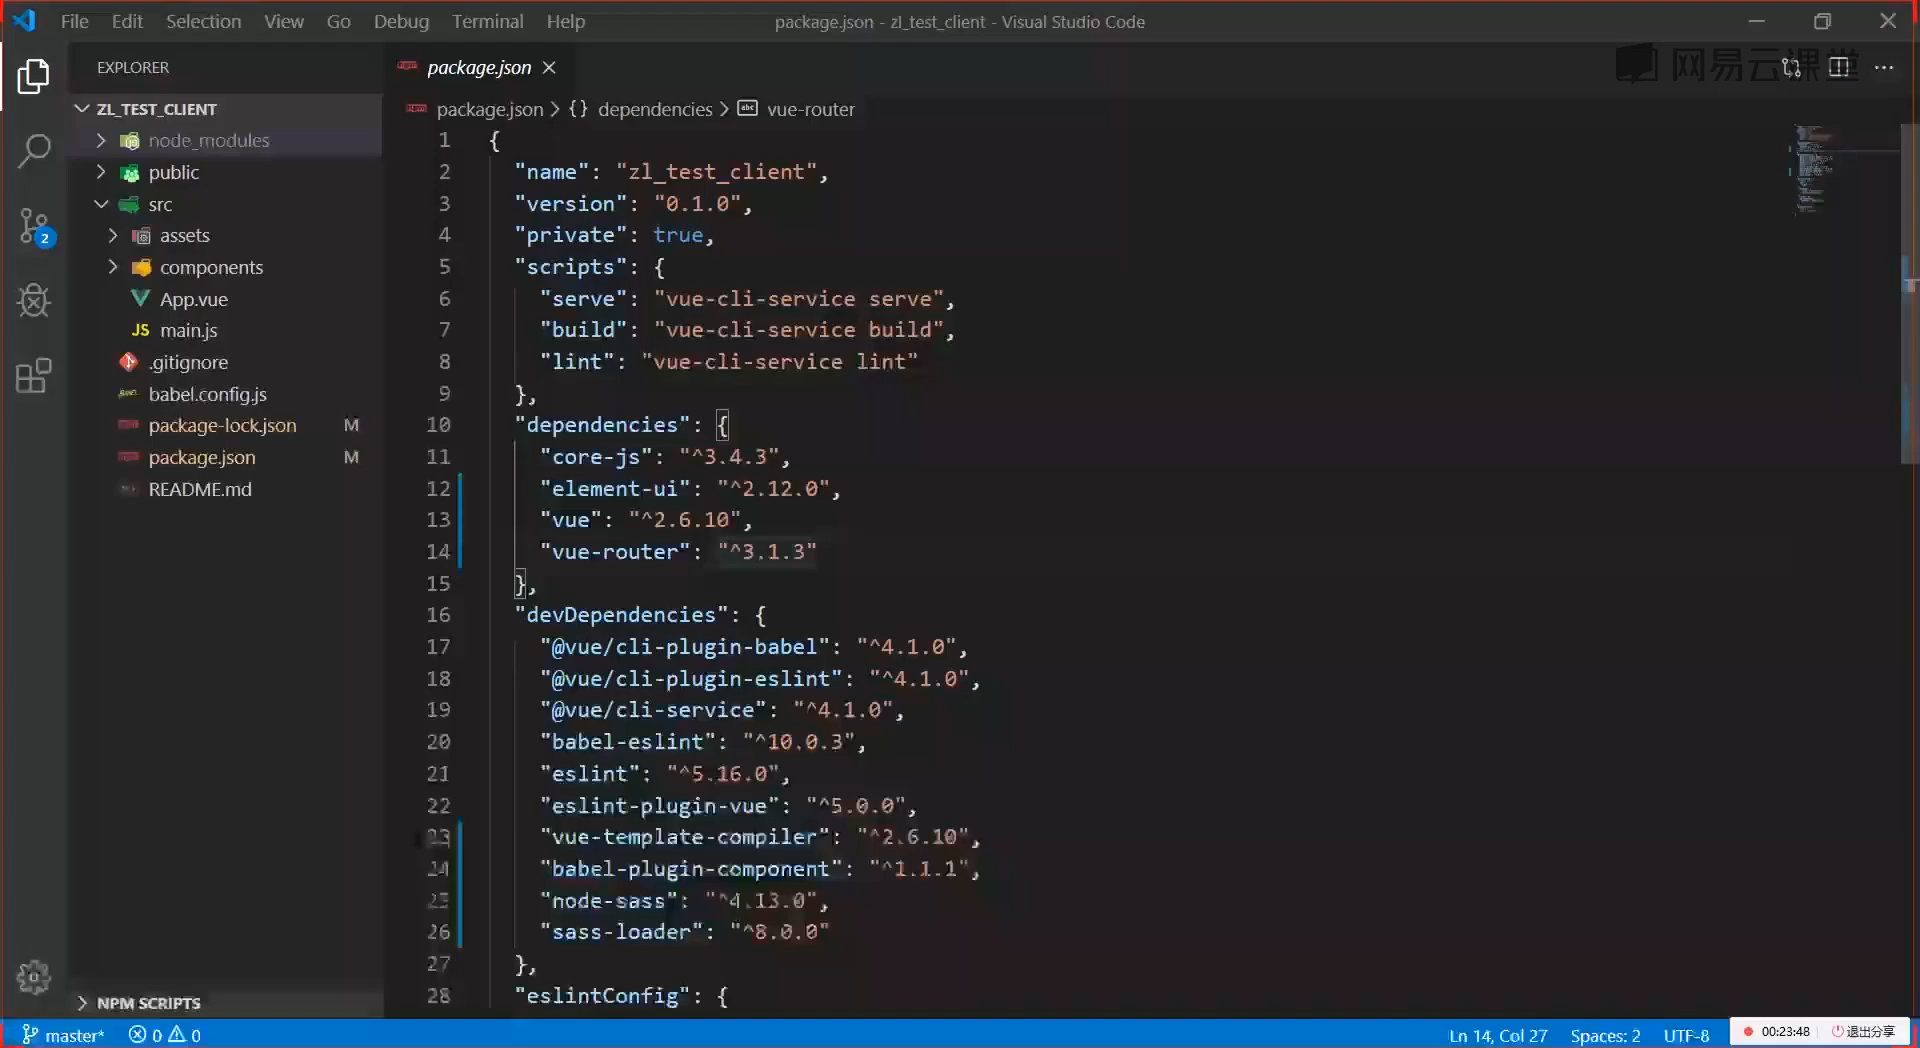 File Edit Selection View Go Debug Terminal Help
package.json - zl_test_client - Visual Studio Code
网易云课堂
EXPLORER
ZL_TEST_CLIENT
node_modules
public
src
assets
components
App.vue
JS main.js
.gitignore
babel.config.js
package-lock.json M
package.json M
README.md
NPM SCRIPTS
2
package.json
package.json > {} dependencies > abc vue-router
1 {
2 "name": "zl_test_client",
3 "version": "0.1.0",
4 "private": true,
5 "scripts": {
6 "serve": "vue-cli-service serve",
7 "build": "vue-cli-service build",
8 "lint": "vue-cli-service lint"
9 },
10 "dependencies": {
11 "core-js": "^3.4.3",
12 "element-ui": "^2.12.0",
13 "vue": "^2.6.10",
14 "vue-router": "^3.1.3"
15 },
16 "devDependencies": {
17 "@vue/cli-plugin-babel": "^4.1.0",
18 "@vue/cli-plugin-eslint": "^4.1.0",
19 "@vue/cli-service": "^4.1.0",
20 "babel-eslint": "^10.0.3",
21 "eslint": "^5.16.0",
22 "eslint-plugin-vue": "^5.0.0",
23 "vue-template-compiler": "^2.6.10",
24 "babel-plugin-component": "^1.1.1",
25 "node-sass": "^4.13.0",
26 "sass-loader": "^8.0.0"
27 },
28 "eslintConfig": {
master* 0 0
Ln 14, Col 27 Spaces: 2 UTF-8
00:23:48 退出分享